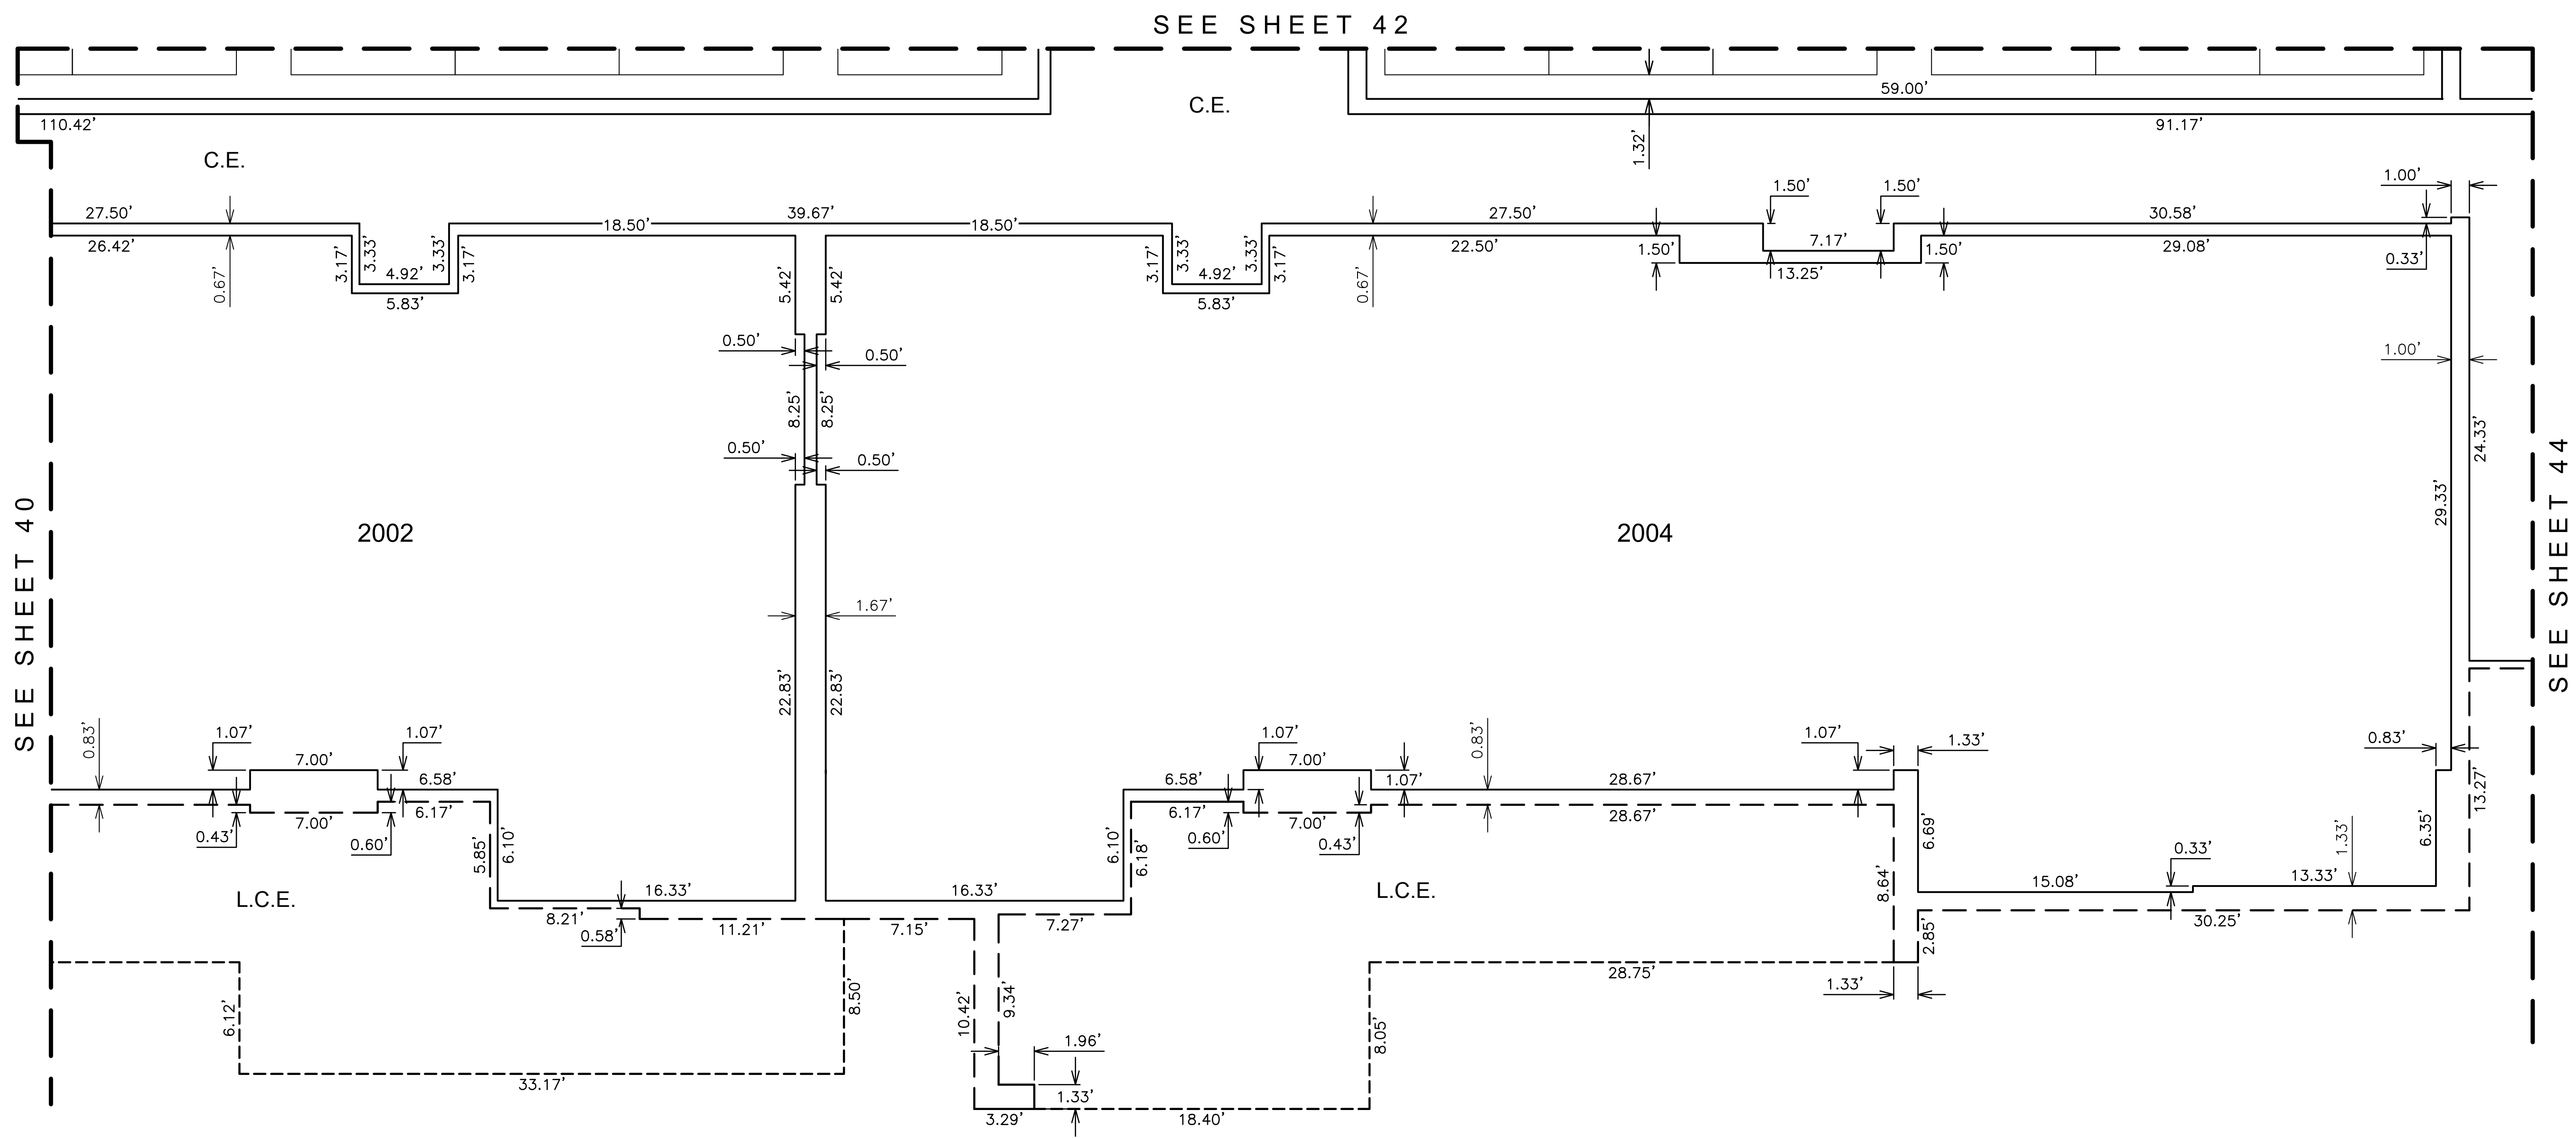 SEE SHEET 42
59.00’
C.E.
110.42’
91.17’
1.32’
C.E.
1.00’
1.50’ 1.50’
27.50’ 39.67’ 27.50’ 30.58’
18.50’ 18.50’
26.42’ 22.50’ 7.17’ 29.08’
3.17’ 3.33’ 3.33’ 3.17’ 3.17’ 3.33’ 3.33’ 3.17’
1.50’ 1.50’
0.33’
4.92’ 4.92’ 13.25’
0.67’ 5.42’ 5.42’ 0.67’
5.83’ 5.83’
0.50’ 0.50’
1.00’
8.25’ 8.25’
24.33’
0.50’ 0.50’
29.33’
2002 2004
SEE SHEET 40
SEE SHEET 44
1.67’
22.83’ 22.83’
0.83’ 1.07’ 1.07’ 1.07’ 0.83’ 1.07’ 1.33’ 0.83’
7.00’ 7.00’
6.58’ 6.58’ 1.07’ 28.67’
13.27’
7.00’ 6.17’ 6.17’ 7.00’ 28.67’
0.43’ 0.60’ 0.60’ 0.43’
6.69’ 6.35’
5.85’ 6.10’ 6.10’ 6.18’
0.33’ 1.33’
15.08’ 13.33’
16.33’ 16.33’
L.C.E. L.C.E.
8.64’
8.21’ 7.27’ 30.25’
0.58’ 11.21’ 7.15’
2.85’
28.75’
1.33’
6.12’ 8.50’ 10.42’ 9.34’
8.05’
1.96’
33.17’
1.33’
3.29’ 18.40’